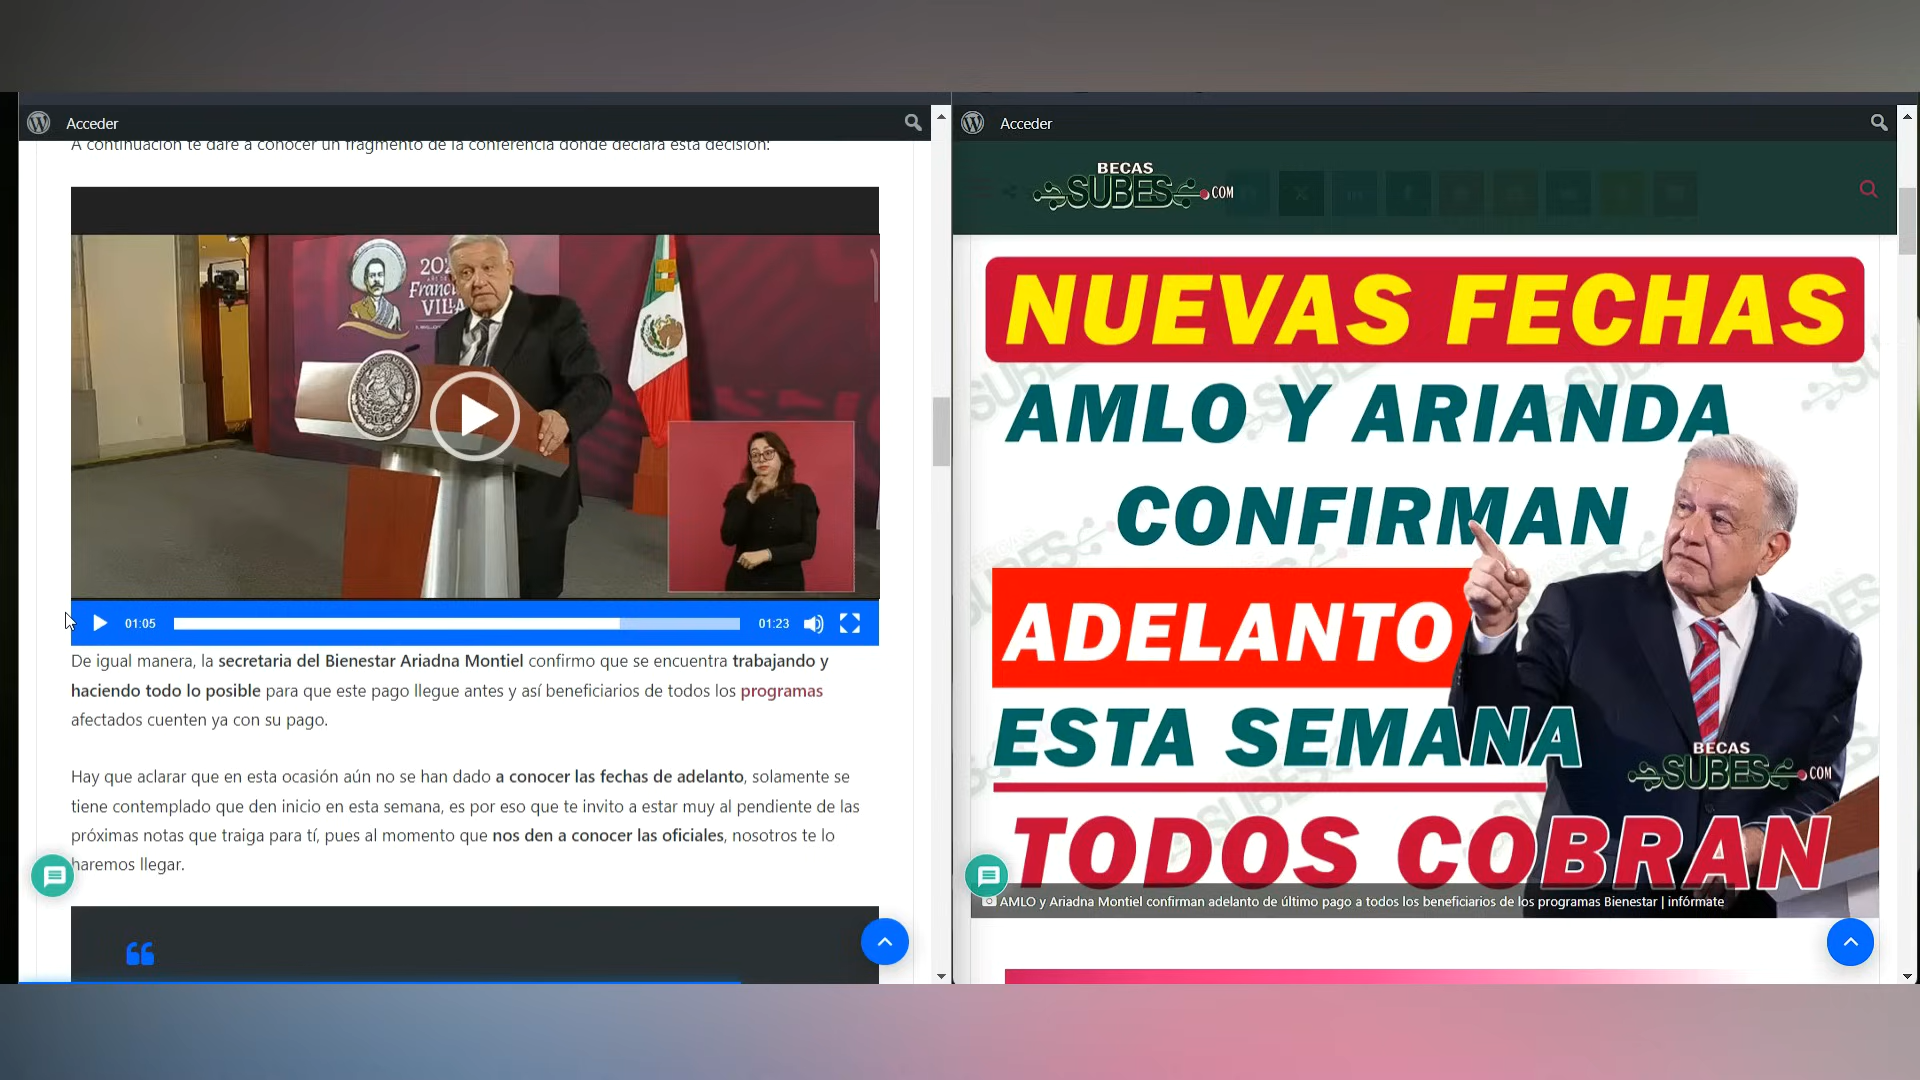 Acceder
A continuación te daré a conocer un fragmento de la conferencia donde declara esta decisión:
Franci
VILLA
01:05
01:23
De igual manera, la secretaria del Bienestar Ariadna Montiel confirmo que se encuentra trabajando y
haciendo todo lo posible para que este pago llegue antes y así beneficiarios de todos los programas
afectados cuenten ya con su pago.
Hay que aclarar que en esta ocasión aún no se han dado a conocer las fechas de adelanto, solamente se
tiene contemplado que den inicio en esta semana, es por eso que te invito a estar muy al pendiente de las
próximas notas que traiga para tí, pues al momento que nos den a conocer las oficiales, nosotros te lo
haremos llegar.
Acceder
BECAS
SUBES
.COM
NUEVAS FECHAS
AMLO Y ARIANDA
CONFIRMAN
ADELANTO
ESTA SEMANA
BECAS
SUBES
.COM
TODOS COBRAN
AMLO y Ariadna Montiel confirman adelanto de último pago a todos los beneficiarios de los programas Bienestar | infórmate